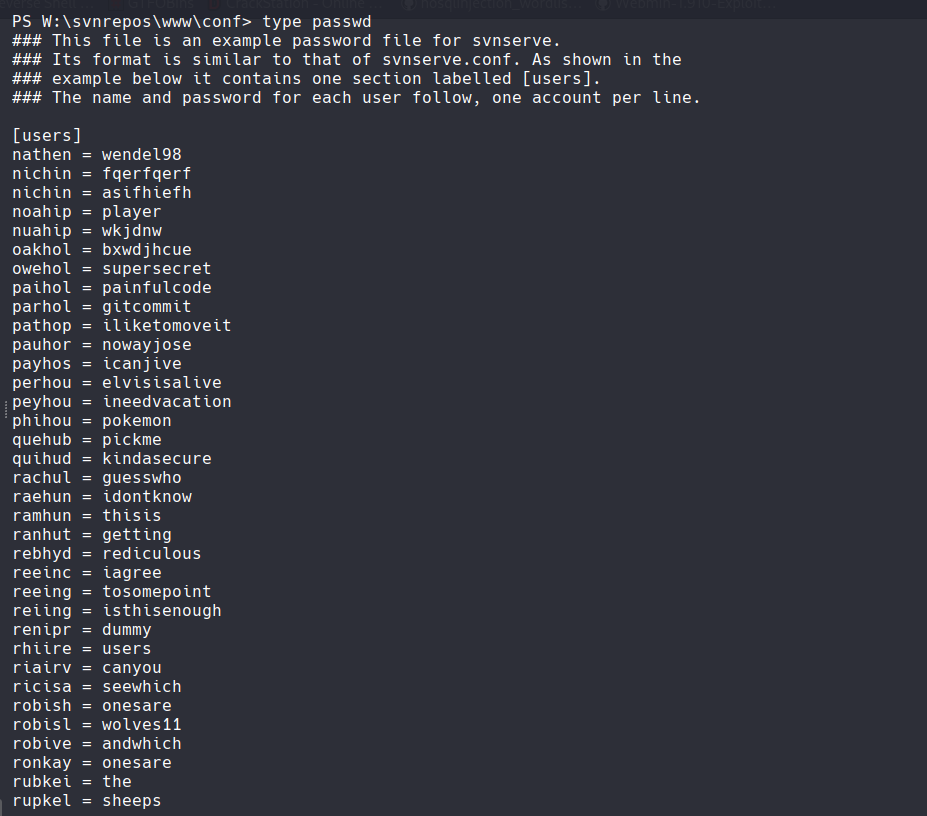 PS W:\svnrepos\www\conf> type passwd
### This file is an example password file for svnserve.
### Its format is similar to that of svnserve.conf. As shown in the
### example below it contains one section labelled [users].
### The name and password for each user follow, one account per line.
[users]
nathen = wendel98
nichin = fqerfqerf
nichin = asifhiefh
noahip = player
nuahip = wkjdnw
oakhol = bxwdjhcue
owehol = supersecret
paihol = painfulcode
parhol = gitcommit
pathop = iliketomoveit
pauhor = nowayjose
payhos = icanjive
perhou = elvisisalive
peyhou = ineedvacation
phihou = pokemon
quehub = pickme
quihud = kindasecure
rachul = guesswho
raehun = idontknow
ramhun = thisis
ranhut = getting
rebhyd = rediculous
reeinc = iagree
reeing = tosomepoint
reiing = isthisenough
renipr = dummy
rhiire = users
riairv = canyou
ricisa = seewhich
robish = onesare
robisl = wolves11
robive = andwhich
ronkay = onesare
rubkei = the
rupkel = sheeps